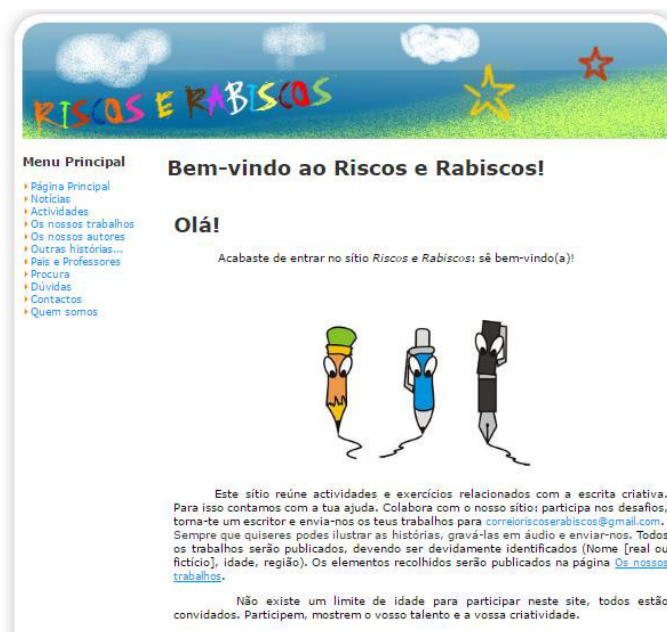 RISCOS E RABISCOS
Menu Principal
Página Principal
Notícias
Actividades
Os nossos trabalhos
Os nossos autores
Outras histórias...
Pais e Professores
Procura
Dúvidas
Contactos
Quem somos
Bem-vindo ao Riscos e Rabiscos!
Olá!
Acabaste de entrar no sítio Riscos e Rabiscos: sê bem-vindo(a)!
Este sítio reúne actividades e exercícios relacionados com a escrita criativa.
Para isso contamos com a tua ajuda. Colabora com o nosso sítio: participa nos desafios,
torna-te um escritor e envia-nos os teus trabalhos para correioriscoserabiscos@gmail.com.
Sempre que quiseres podes ilustrar as histórias, gravá-las em áudio e enviar-nos. Todos
os trabalhos serão publicados, devendo ser devidamente identificados (Nome [real ou
fictício], idade, região). Os elementos recolhidos serão publicados na página Os nossos
trabalhos.
Não existe um limite de idade para participar neste site, todos estão
convidados. Participem, mostrem o vosso talento e a vossa criatividade.